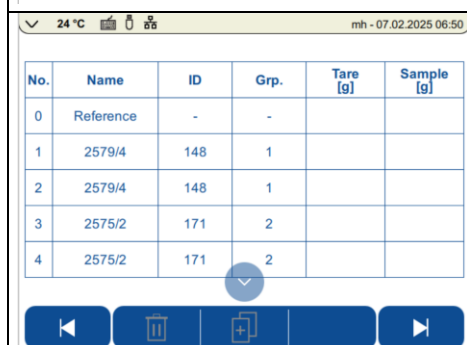 24 °C mh - 07.02.2025 06:50
No. Name ID Grp. Tare [g] Sample [g]
0 Reference - -
1 2579/4 148 1
2 2579/4 148 1
3 2575/2 171 2
4 2575/2 171 2